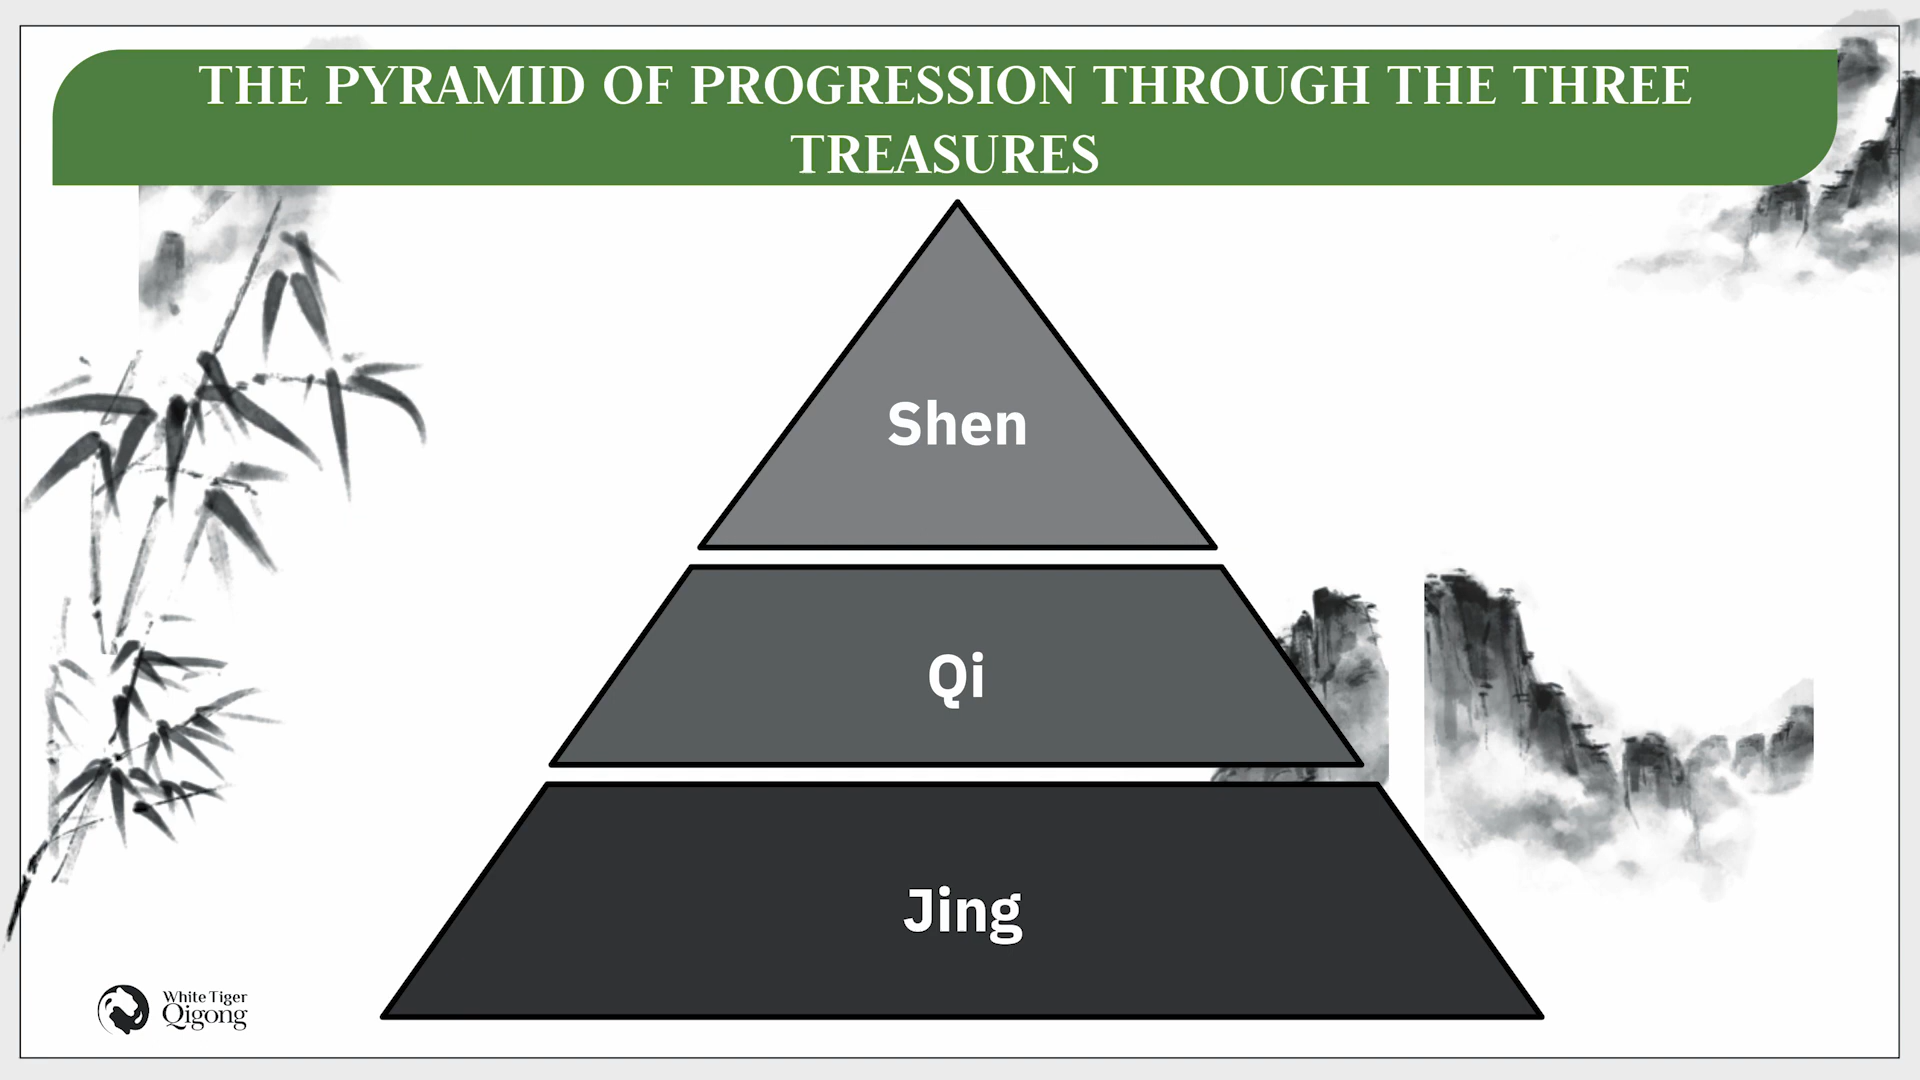 THE PYRAMID OF PROGRESSION THROUGH THE THREE
TREASURES
Shen
Qi
Jing
White Tiger
Qigong